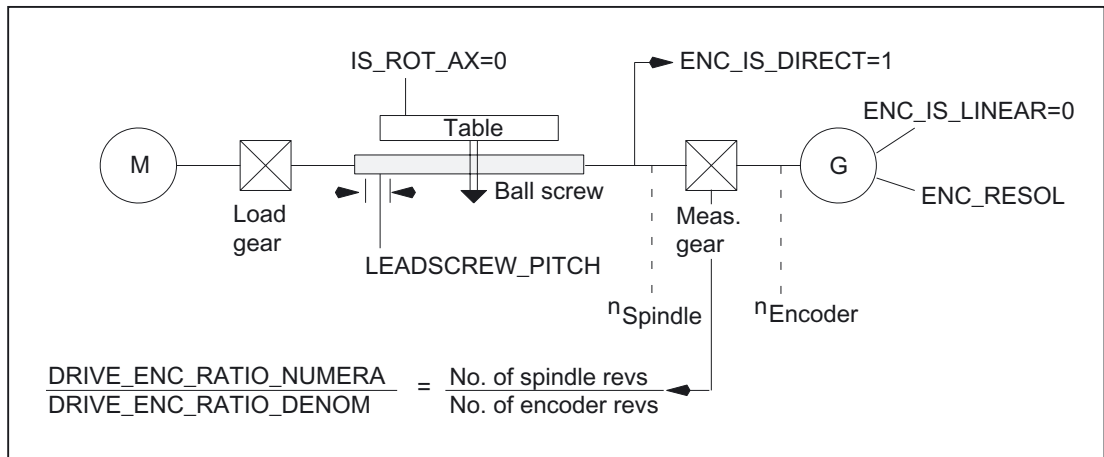 IS_ROT_AX=0
ENC_IS_DIRECT=1
ENC_IS_LINEAR=0
Table
M
G
Ball screw
ENC_RESOL
Load
gear
Meas.
gear
LEADSCREW_PITCH
nSpindle
nEncoder
DRIVE_ENC_RATIO_NUMERA = No. of spindle revs
DRIVE_ENC_RATIO_DENOM No. of encoder revs